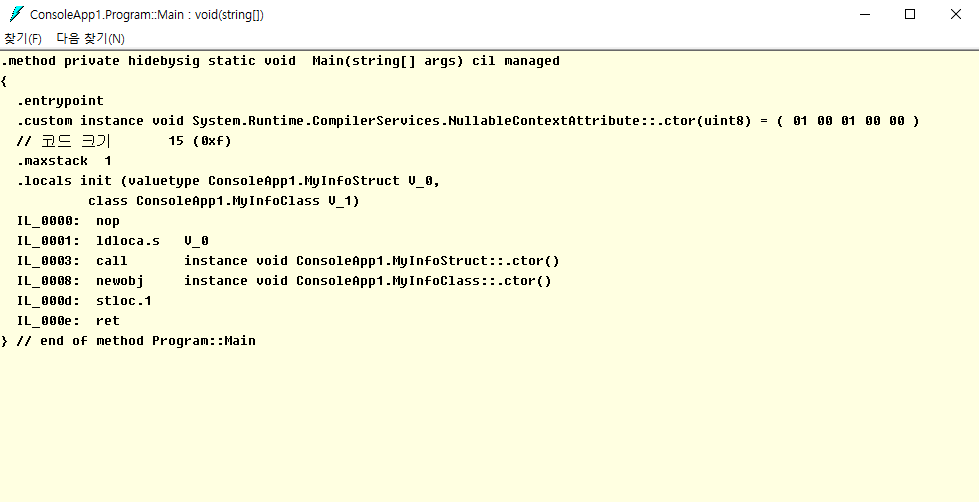 ConsoleApp1.Program::Main : void(string[])
찾기(F) 다음 찾기(N)
.method private hidebysig static void  Main(string[] args) cil managed
{
  .entrypoint
  .custom instance void System.Runtime.CompilerServices.NullableContextAttribute::.ctor(uint8) = ( 01 00 01 00 00 )
  // 코드 크기       15 (0xf)
  .maxstack  1
  .locals init (valuetype ConsoleApp1.MyInfoStruct V_0,
           class ConsoleApp1.MyInfoClass V_1)
  IL_0000:  nop
  IL_0001:  ldloca.s   V_0
  IL_0003:  call       instance void ConsoleApp1.MyInfoStruct::.ctor()
  IL_0008:  newobj     instance void ConsoleApp1.MyInfoClass::.ctor()
  IL_000d:  stloc.1
  IL_000e:  ret
} // end of method Program::Main